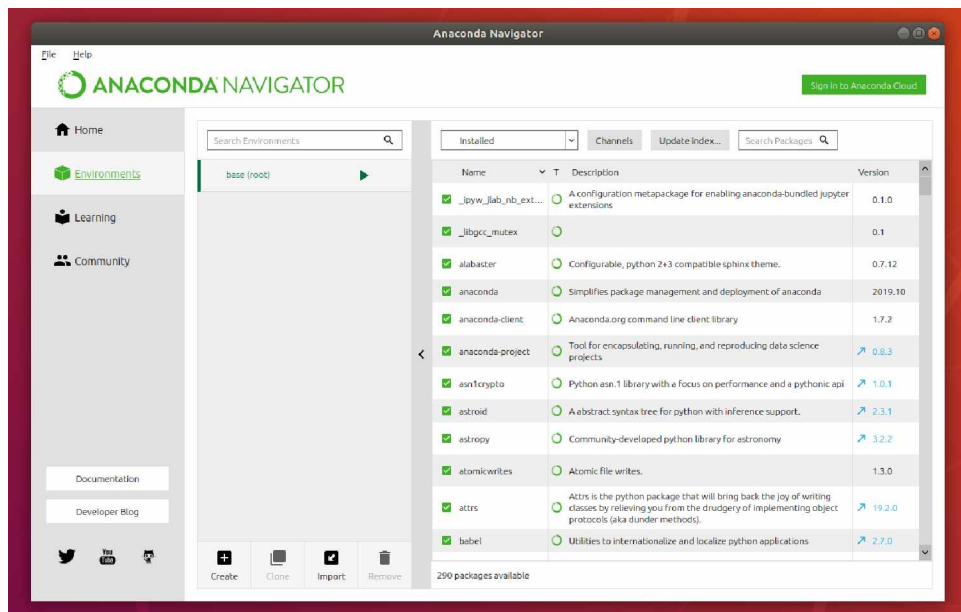 Anaconda Navigator
File Help
ANACONDA NAVIGATOR
Sign in to Anaconda Cloud
Home
Environments
Learning
Community
Documentation
Developer Blog
You
Tube
Search Environments
base (root)
Create Clone Import Remove
Installed Channels Update index... Search Packages
Name T Description Version
_ipyw_jlab_nb_ext... A configuration metapackage for enabling anaconda-bundled jupyter
extensions 0.1.0
_libgcc_mutex 0.1
alabaster Configurable, python 2+3 compatible sphinx theme. 0.7.12
anaconda Simplifies package management and deployment of anaconda 2019.10
anaconda-client Anaconda.org command line client library 1.7.2
anaconda-project Tool for encapsulating, running, and reproducing data science
projects 0.8.3
asn1crypto Python asn.1 library with a focus on performance and a pythonic api 1.0.1
astroid A abstract syntax tree for python with inference support. 2.3.1
astropy Community-developed python library for astronomy 3.2.2
atomicwrites Atomic file writes. 1.3.0
attrs Attrs is the python package that will bring back the joy of writing
classes by relieving you from the drudgery of implementing object
protocols (aka dunder methods). 19.2.0
babel Utilities to internationalize and localize python applications 2.7.0
290 packages available